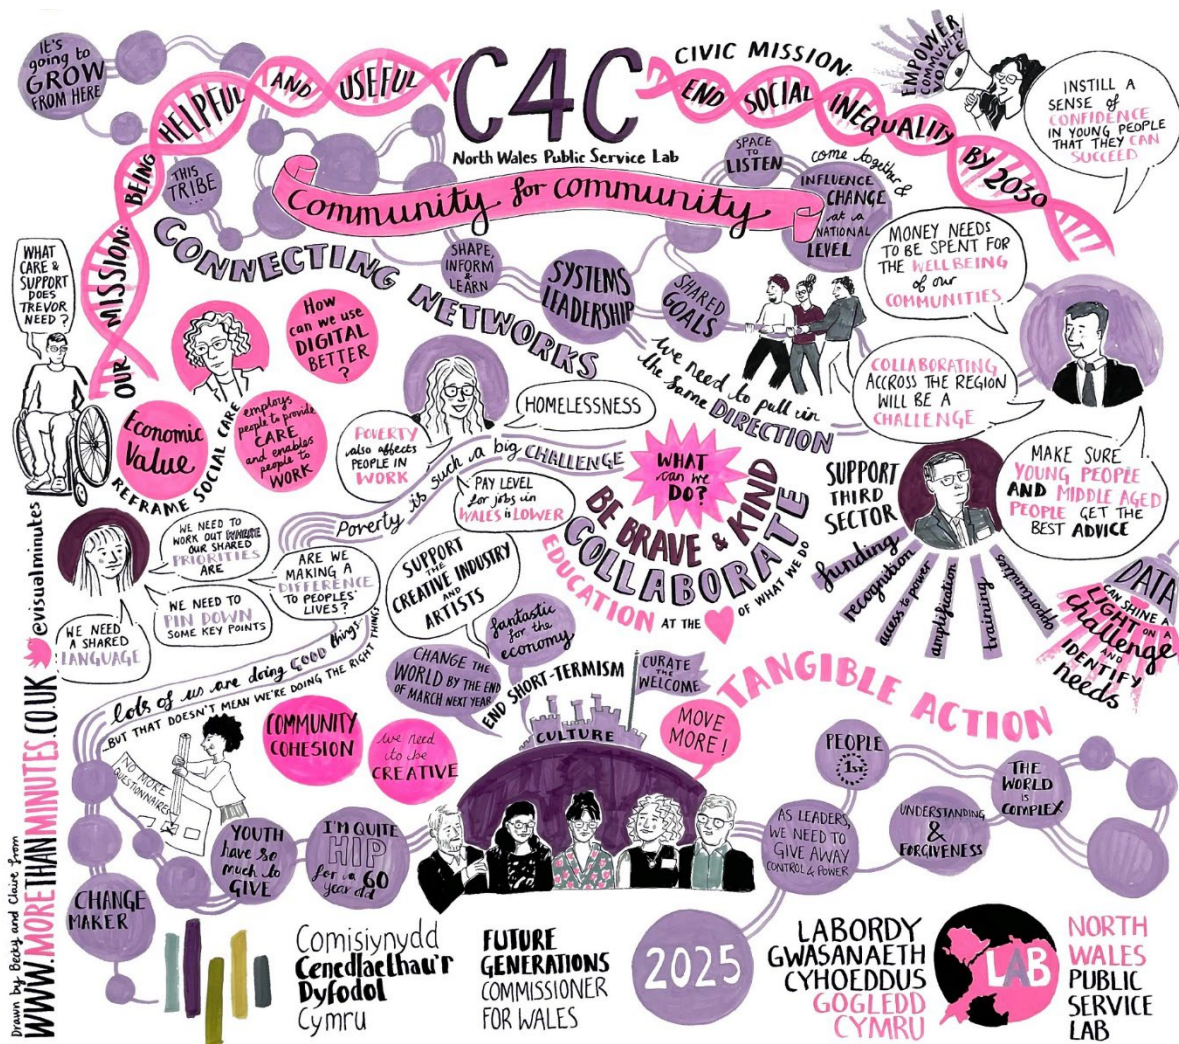 It's
going to
GROW
FROM HERE
OUR MISSION: BEING HELPFUL AND USEFUL
C4C
North Wales Public Service Lab
CIVIC MISSION:
END SOCIAL INEQUALITY BY 2030
Community for community
EMPOWER
COMMUNITY
VOICE
INSTILL A
SENSE of
CONFIDENCE
IN YOUNG PEOPLE
THAT THEY CAN
SUCCEED
THIS
TRIBE
...
CONNECTING NETWORKS
SHAPE,
INFORM &
LEARN
SYSTEMS
LEADERSHIP
SHARED
GOALS
SPACE
TO
LISTEN
come together &
INFLUENCE
CHANGE
at a
NATIONAL
LEVEL
we need to pull in
the same DIRECTION
MONEY NEEDS
TO BE SPENT FOR
THE WELLBEING
of our
COMMUNITIES
COLLABORATING
ACCROSS THE REGION
WILL BE A
CHALLENGE
MAKE SURE
YOUNG PEOPLE
AND MIDDLE AGED
PEOPLE GET THE
BEST ADVICE
WHAT
CARE &
SUPPORT
DOES
TREVOR
NEED?
How
can we use
DIGITAL
BETTER
?
Economic
Value
employs
people to provide
CARE
and enables
people to
WORK
REFRAME SOCIAL CARE
HOMELESSNESS
POVERTY
also affects
PEOPLE IN
WORK
PAY LEVEL
for jobs in
WALES is LOWER
Poverty is such a big CHALLENGE
WHAT
can we
DO?
BE BRAVE & KIND
COLLABORATE
EDUCATION AT THE OF WHAT WE DO
SUPPORT
THIRD
SECTOR
funding
recognition
access to power
amplification
training
opportunities
DATA
CAN SHINE A
LIGHT ON A
challenge
AND
IDENTIFY
needs
WE NEED TO
WORK OUT
OUR SHARED
PRIORITIES
ARE
WE NEED TO
PIN DOWN
SOME KEY POINTS
WE NEED
A SHARED
LANGUAGE
ARE WE
MAKING A
DIFFERENCE
TO PEOPLES'
LIVES?
lots of us are doing GOOD things...
...BUT THAT DOESN'T MEAN WE'RE DOING THE RIGHT THINGS
SUPPORT
THE
CREATIVE INDUSTRY
AND
ARTISTS
fantastic
for the
economy
CHANGE THE
WORLD BY THE END
OF MARCH NEXT YEAR
END SHORT-TERMISM
CURATE
THE
WELCOME
CULTURE
MOVE
MORE!
TANGIBLE ACTION
COMMUNITY
COHESION
we need
to be
CREATIVE
NO MORE
QUESTIONNAIRES
CHANGE
MAKER
YOUTH
have so
much to
GIVE
I'M QUITE
HIP
for a 60
year old
PEOPLE
1st
AS LEADERS,
WE NEED TO
GIVE AWAY
CONTROL & POWER
UNDERSTANDING
&
FORGIVENESS
THE
WORLD
is
COMPLEX
Drawn by Becky and Claire from
WWW.MORETHANMINUTES.CO.UK @visualminutes
Comisiynydd
Cenedlaethau'r
Dyfodol
Cymru
FUTURE
GENERATIONS
COMMISSIONER
FOR WALES
2025
LABORDY
GWASANAETH
CYHOEDDUS
GOGLEDD
CYMRU
LAB
NORTH
WALES
PUBLIC
SERVICE
LAB